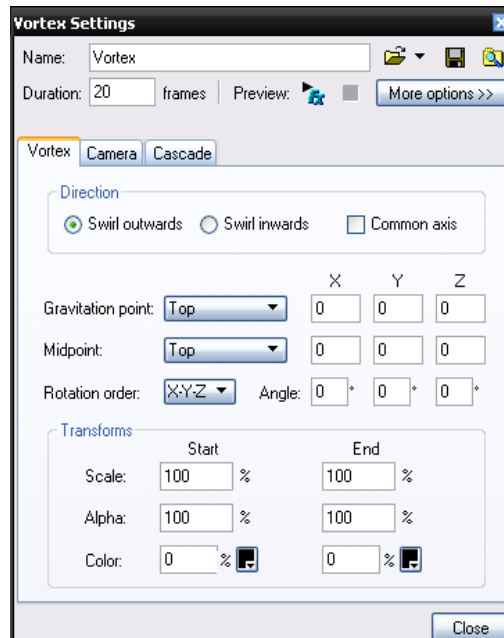 Vortex Settings
Name: Vortex
Duration: 20 frames Preview: Fx More options >>
Vortex Camera Cascade
Direction
Swirl outwards Swirl inwards Common axis
X Y Z
Gravitation point: Top 0 0 0
Midpoint: Top 0 0 0
Rotation order: X-Y-Z Angle: 0 ° 0 ° 0 °
Transforms
Start End
Scale: 100 % 100 %
Alpha: 100 % 100 %
Color: 0 % 0 %
Close